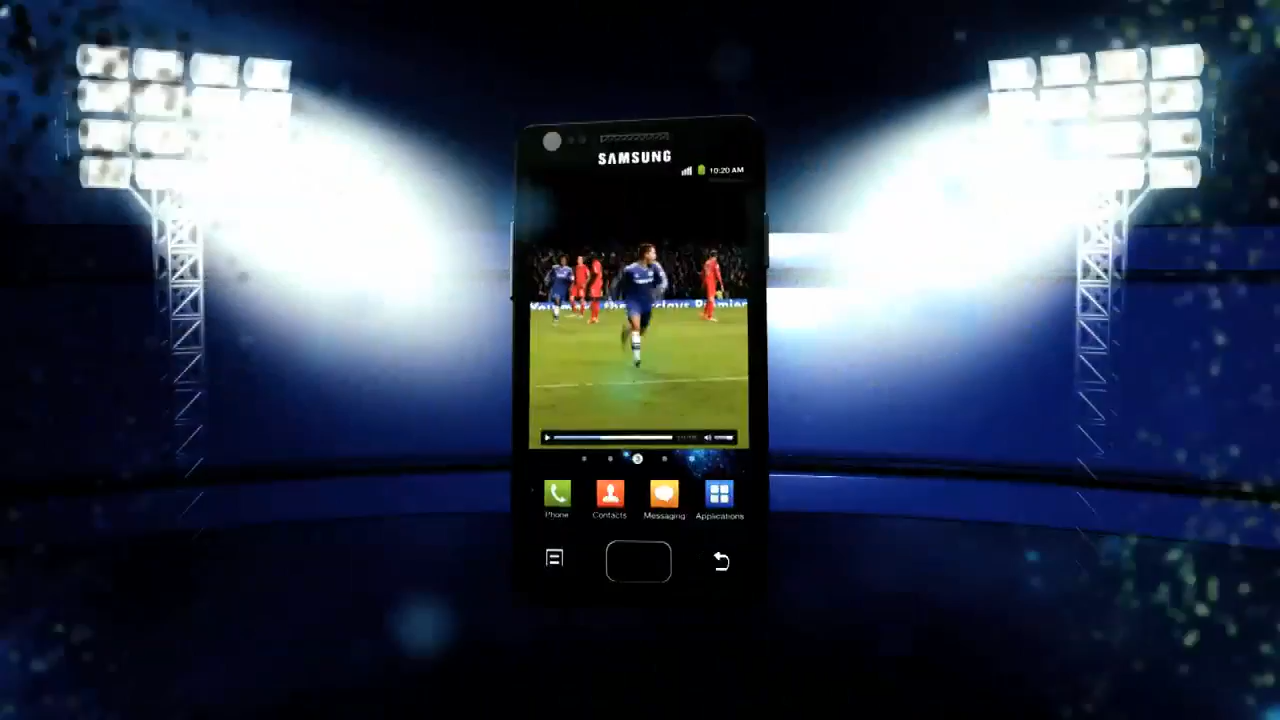 SAMSUNG
10:20 AM
Phone
Contacts
Messaging
Applications